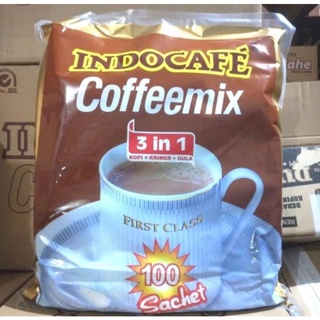 INDOCAFÉ
Coffeemix
3 in 1
KOPI + KRIMER + GULA
FIRST CLASS
100
Sachet